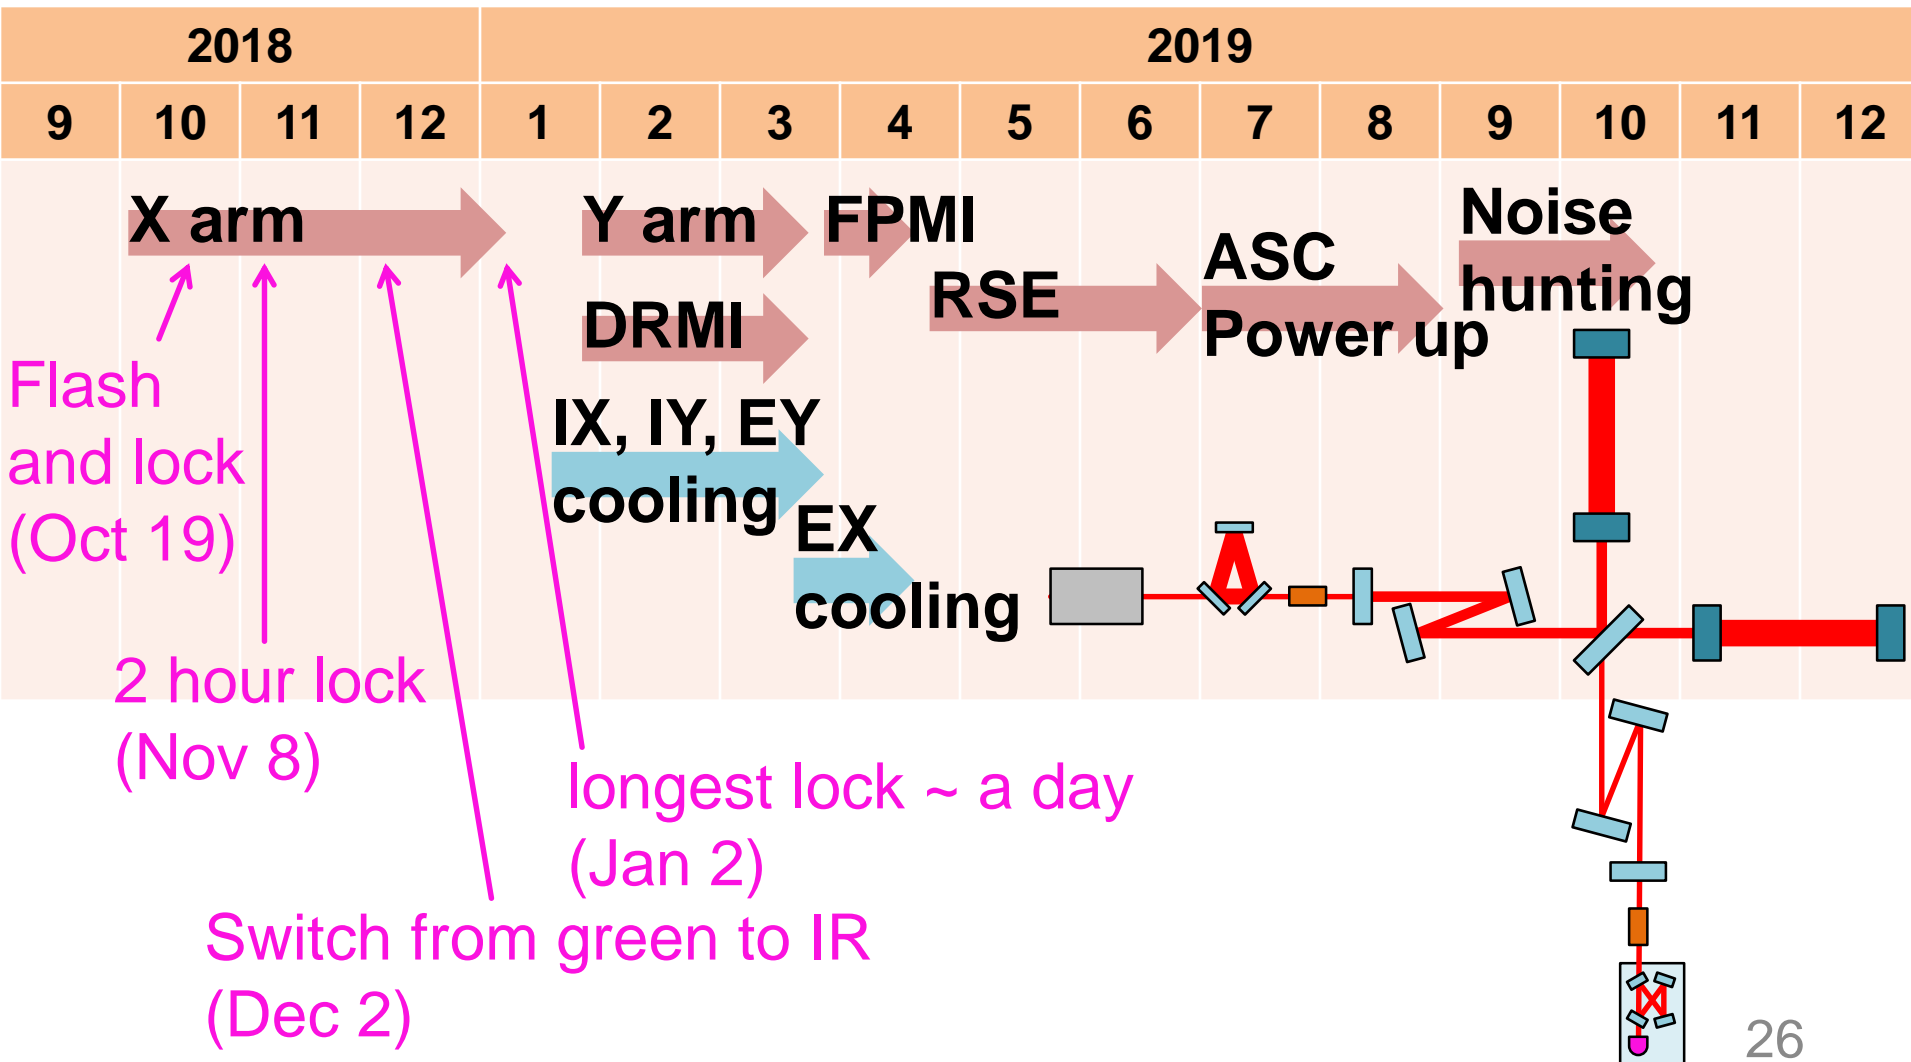 2018 2019
9 10 11 12 1 2 3 4 5 6 7 8 9 10 11 12
X arm
Y arm
FPMI
DRMI
RSE
ASC
Power up
Noise
hunting
IX, IY, EY
cooling
EX
cooling
Flash
and lock
(Oct 19)
2 hour lock
(Nov 8)
longest lock ~ a day
(Jan 2)
Switch from green to IR
(Dec 2)
26